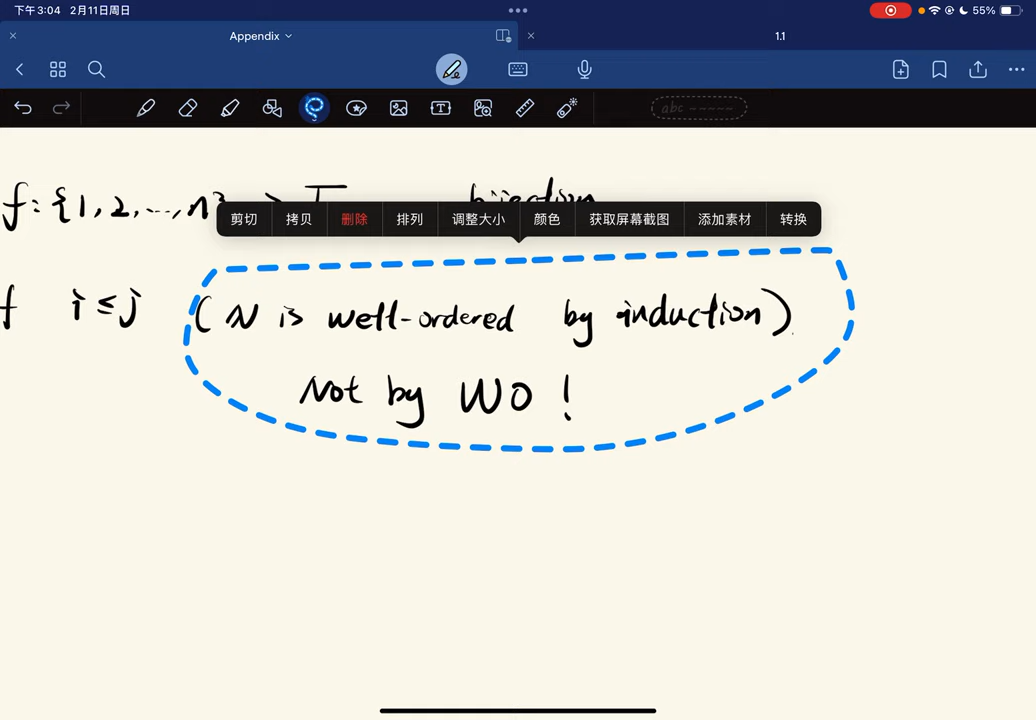 下午3:04 2月11日周日
55%
Appendix
1.1
abc
f: {1, 2, ..., n} → I bijection
剪切 拷贝 删除 排列 调整大小 颜色 获取屏幕截图 添加素材 转换
f i ≤ j (N is well-ordered by induction).
Not by WO !